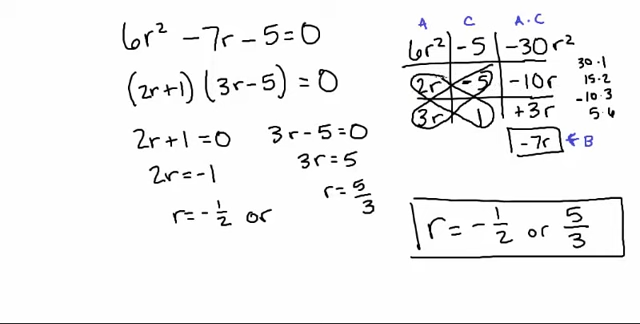 6r² - 7r - 5 = 0
(2r+1) (3r-5) = 0
2r+1=0 3r-5=0
2r=-1 3r=5
r=-1/2 or r=5/3
A C A·C
6r² -5 -30r²
2r -5 -10r
3r 1 +3r
-7r ← B
30·1
15·2
-10·3
5·6
r = -1/2 or 5/3